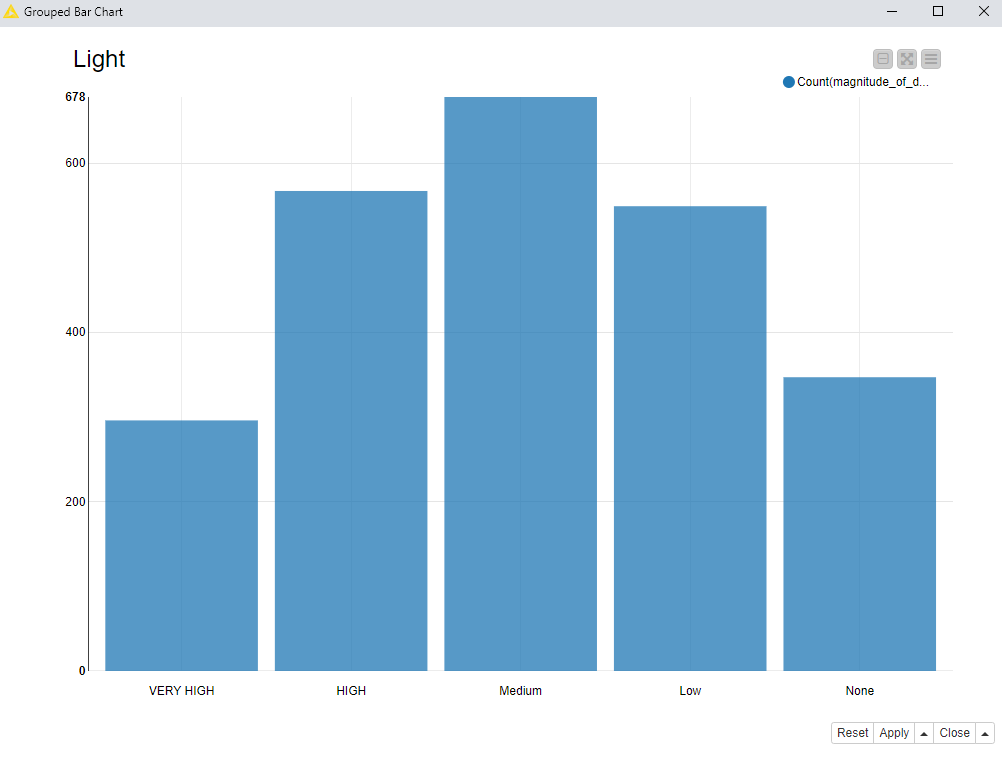 Grouped Bar Chart
Light
Count(magnitude_of_d...
678
600
400
200
0
VERY HIGH HIGH Medium Low None
Reset Apply Close